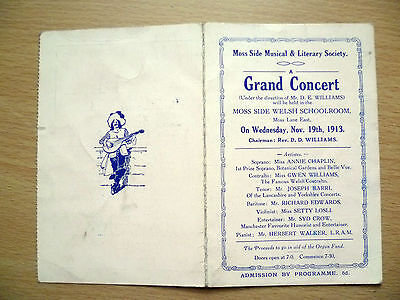 Moss Side Musical & Literary Society.
A
Grand Concert
(Under the direction of Mr. D. E. WILLIAMS)
will be held in the
MOSS SIDE WELSH SCHOOLROOM,
Moss Lane East,
On Wednesday, Nov. 19th, 1913.
Chairman: Rev. D. D. WILLIAMS.
Artistes.
Soprano: Miss ANNIE CHAPLIN,
1st Prize Soprano, Botanical Gardens and Belle Vue.
Contralto: Miss GWEN WILLIAMS,
The Famous Welsh Contralto.
Tenor: Mr. JOSEPH BARRI,
Of the Lancashire and Yorkshire Concerts.
Baritone: Mr. RICHARD EDWARDS.
Violinist: Miss SETTY LOSLI.
Entertainer: Mr. SYD CROW,
Manchester Favourite Humorist and Entertainer.
Pianist: Mr. HERBERT WALKER, L.R.A.M.
The Proceeds to go in aid of the Organ Fund.
Doors open at 7-0. Commence 7-30.
ADMISSION BY PROGRAMME, 6d.